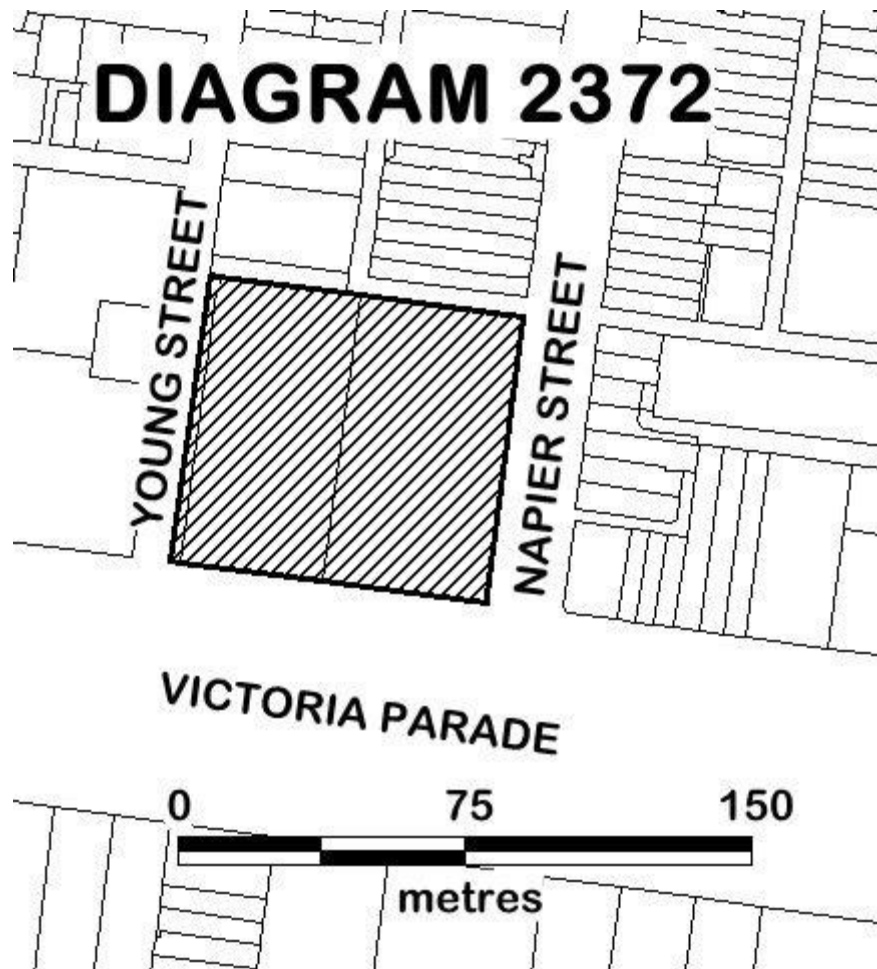 DIAGRAM 2372
YOUNG STREET
NAPIER STREET
VICTORIA PARADE
0 75 150
metres